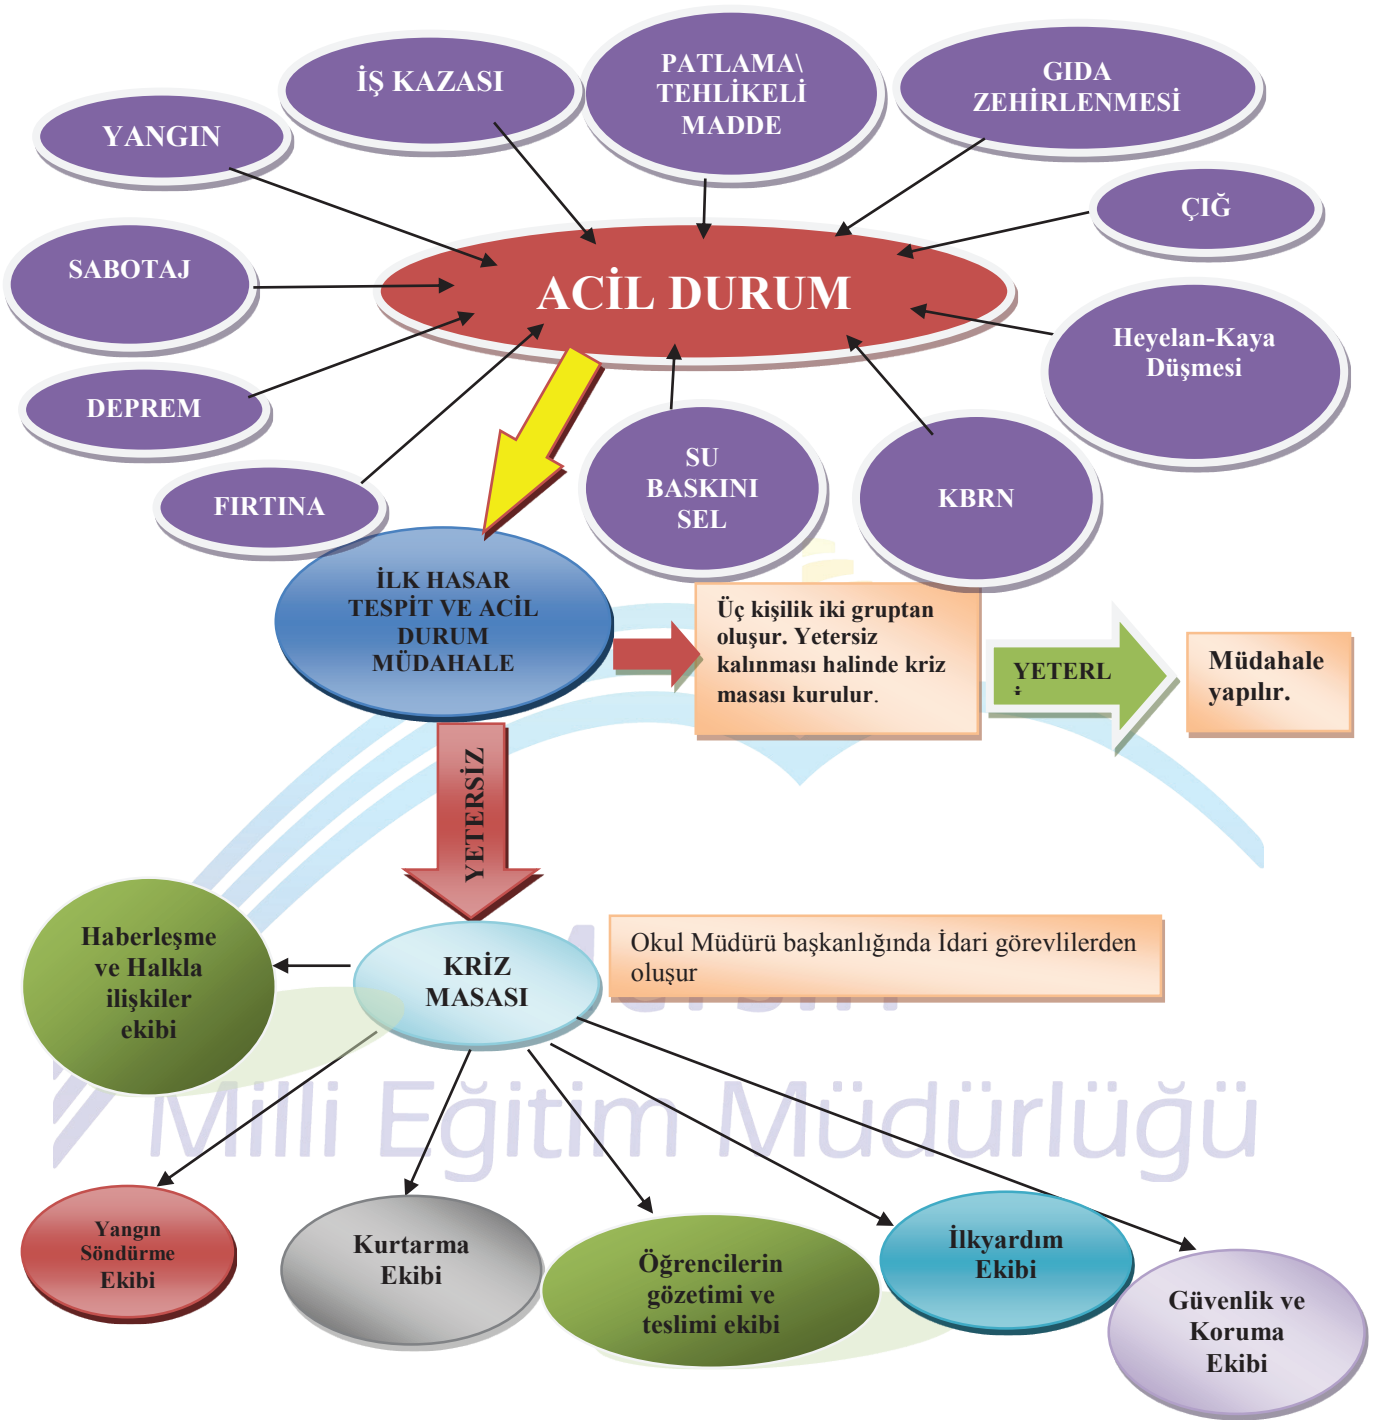 İŞ KAZASI
PATLAMA\
TEHLİKELİ
MADDE
GIDA
ZEHİRLENMESİ
YANGIN
ÇIĞ
SABOTAJ
ACİL DURUM
Heyelan-Kaya
Düşmesi
DEPREM
FIRTINA
SU
BASKINI
SEL
KBRN
İLK HASAR
TESPİT VE ACİL
DURUM
MÜDAHALE
Üç kişilik iki gruptan
oluşur. Yetersiz
kalınması halinde kriz
masası kurulur.
YETERL
İ
Müdahale
yapılır.
YETERSİZ
Haberleşme
ve Halkla
ilişkiler
ekibi
KRİZ
MASASI
Okul Müdürü başkanlığında İdari görevlilerden
oluşur
Mersin
Milli Eğitim Müdürlüğü
Yangın
Söndürme
Ekibi
Kurtarma
Ekibi
Öğrencilerin
gözetimi ve
teslimi ekibi
İlkyardım
Ekibi
Güvenlik ve
Koruma
Ekibi